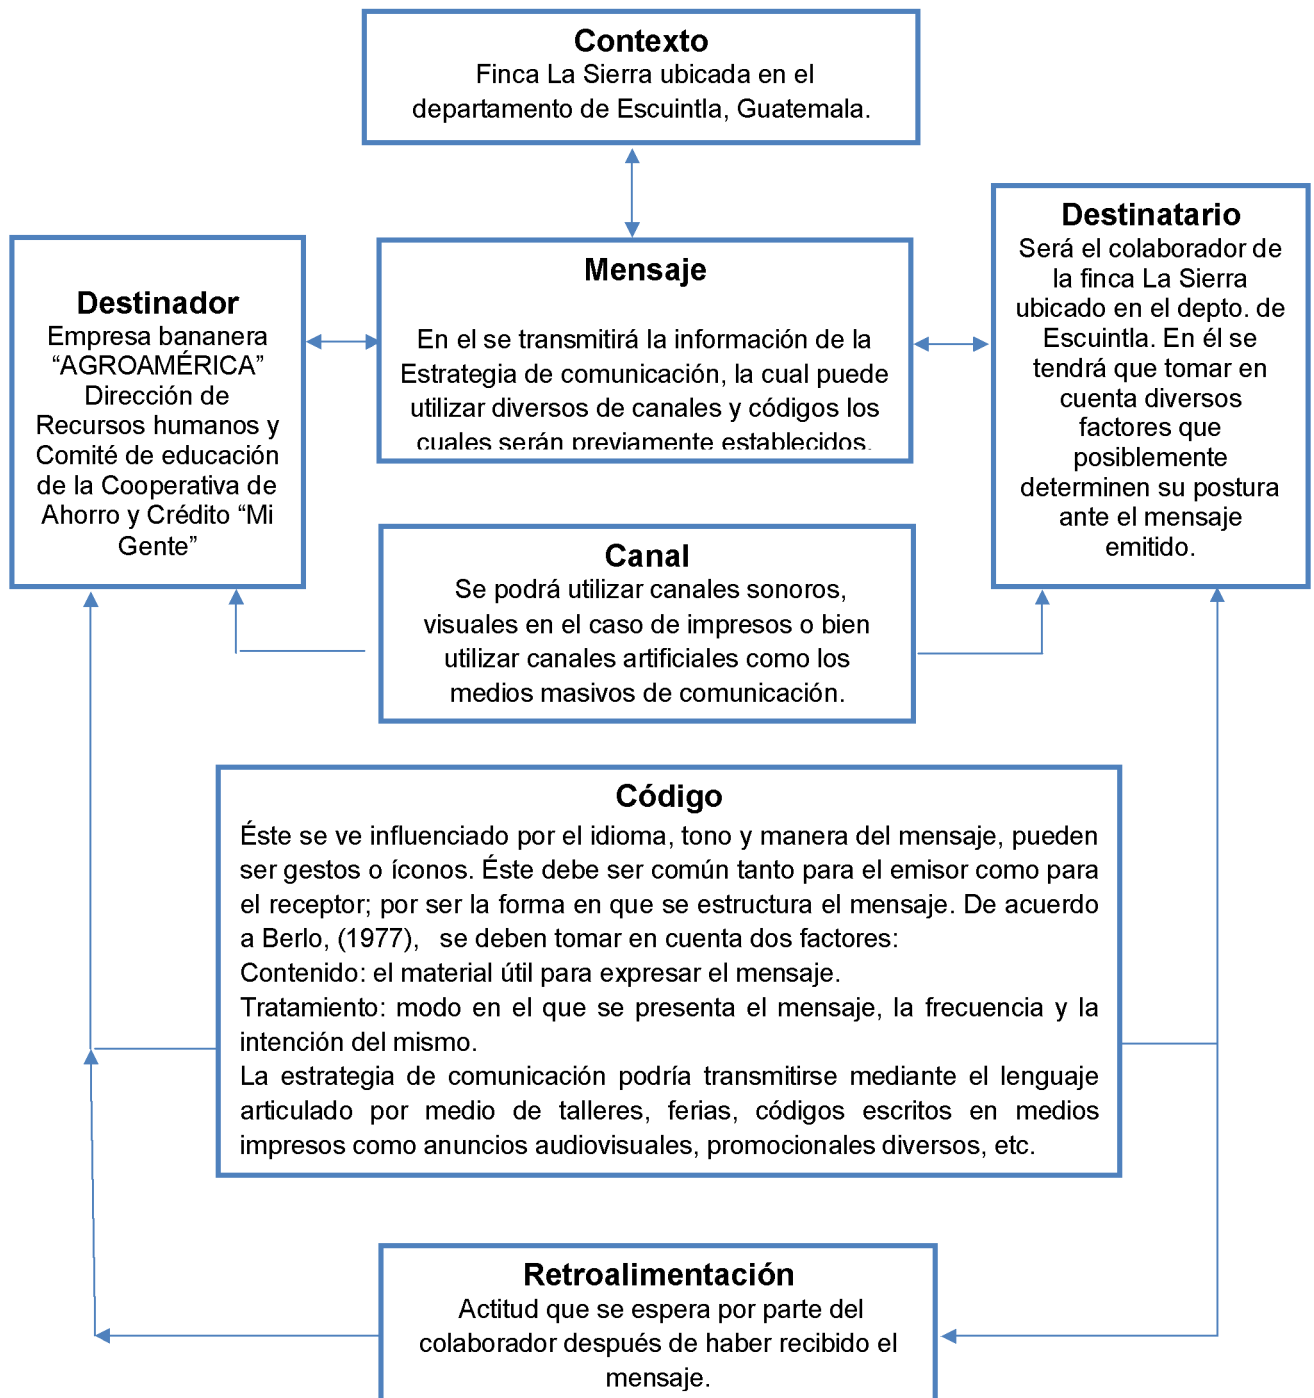 Contexto
Finca La Sierra ubicada en el
departamento de Escuintla, Guatemala.
Destinador
Empresa bananera
“AGROAMÉRICA”
Dirección de
Recursos humanos y
Comité de educación
de la Cooperativa de
Ahorro y Crédito “Mi
Gente”
Mensaje
En el se transmitirá la información de la
Estrategia de comunicación, la cual puede
utilizar diversos de canales y códigos los
cuales serán previamente establecidos.
Destinatario
Será el colaborador de
la finca La Sierra
ubicado en el depto. de
Escuintla. En él se
tendrá que tomar en
cuenta diversos
factores que
posiblemente
determinen su postura
ante el mensaje
emitido.
Canal
Se podrá utilizar canales sonoros,
visuales en el caso de impresos o bien
utilizar canales artificiales como los
medios masivos de comunicación.
Código
Éste se ve influenciado por el idioma, tono y manera del mensaje, pueden
ser gestos o íconos. Éste debe ser común tanto para el emisor como para
el receptor; por ser la forma en que se estructura el mensaje. De acuerdo
a Berlo, (1977), se deben tomar en cuenta dos factores:
Contenido: el material útil para expresar el mensaje.
Tratamiento: modo en el que se presenta el mensaje, la frecuencia y la
intención del mismo.
La estrategia de comunicación podría transmitirse mediante el lenguaje
articulado por medio de talleres, ferias, códigos escritos en medios
impresos como anuncios audiovisuales, promocionales diversos, etc.
Retroalimentación
Actitud que se espera por parte del
colaborador después de haber recibido el
mensaje.